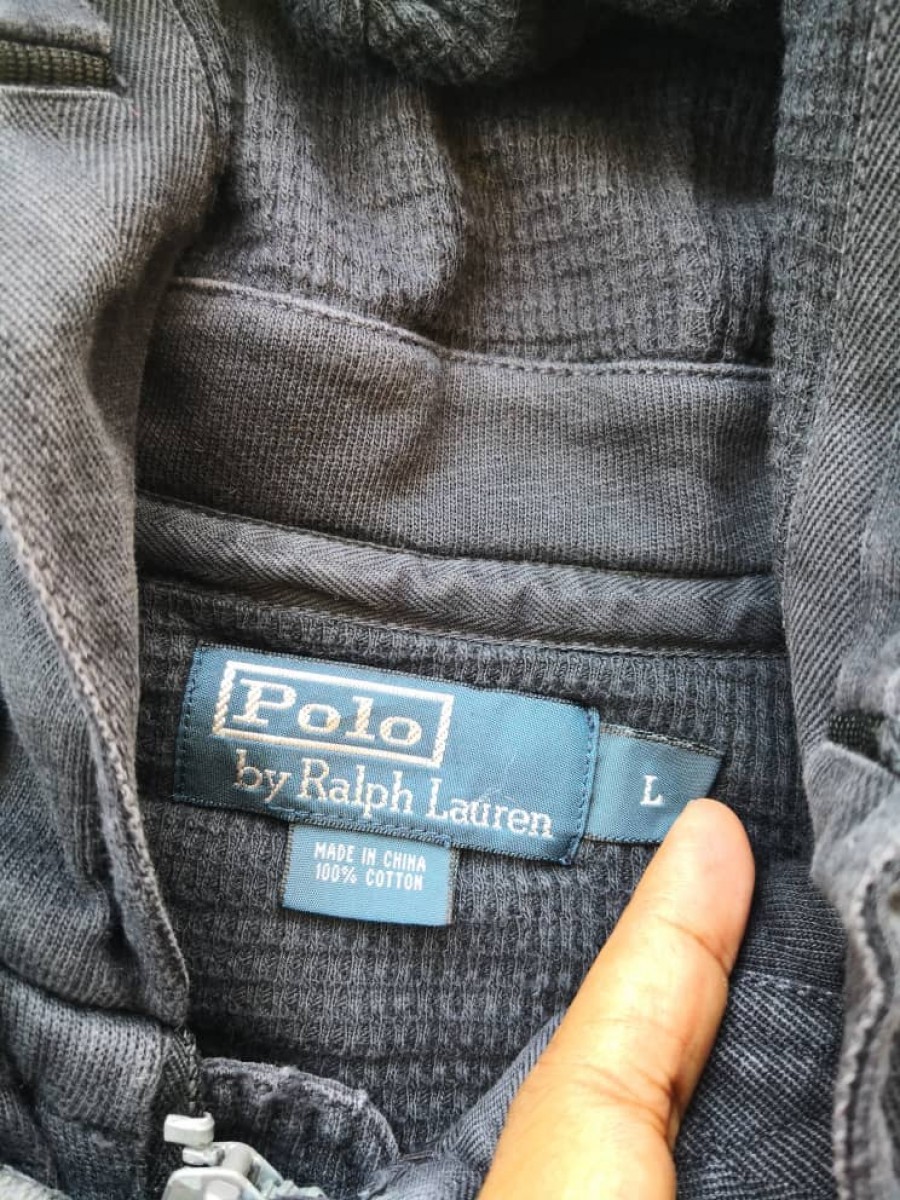 Polo
by Ralph Lauren
L
MADE IN CHINA
100% COTTON